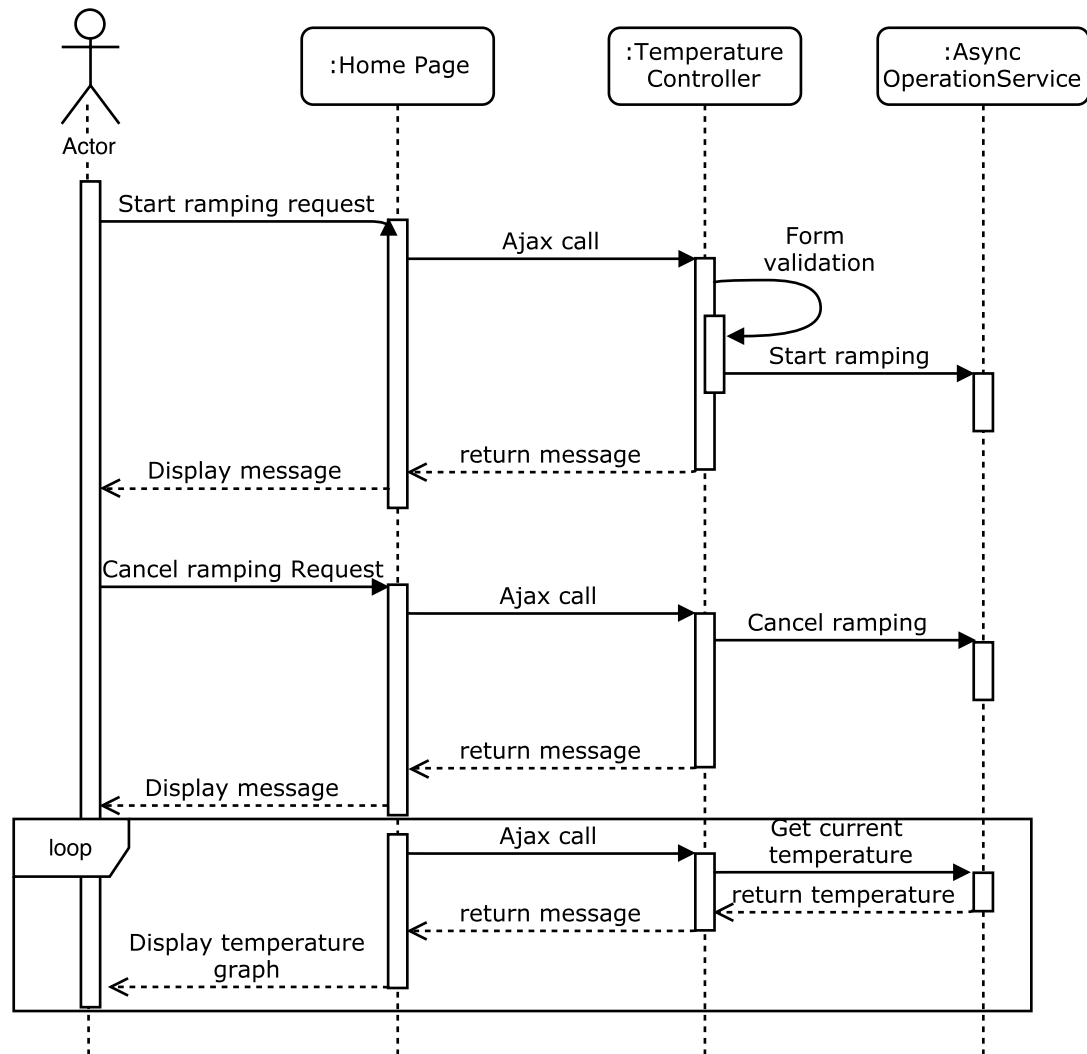 :Home Page
:Temperature
Controller
:Async
OperationService
Actor
Start ramping request
Ajax call
Form
validation
Start ramping
return message
Display message
Cancel ramping Request
Ajax call
Cancel ramping
return message
Display message
loop
Ajax call
Get current
temperature
return temperature
return message
Display temperature
graph